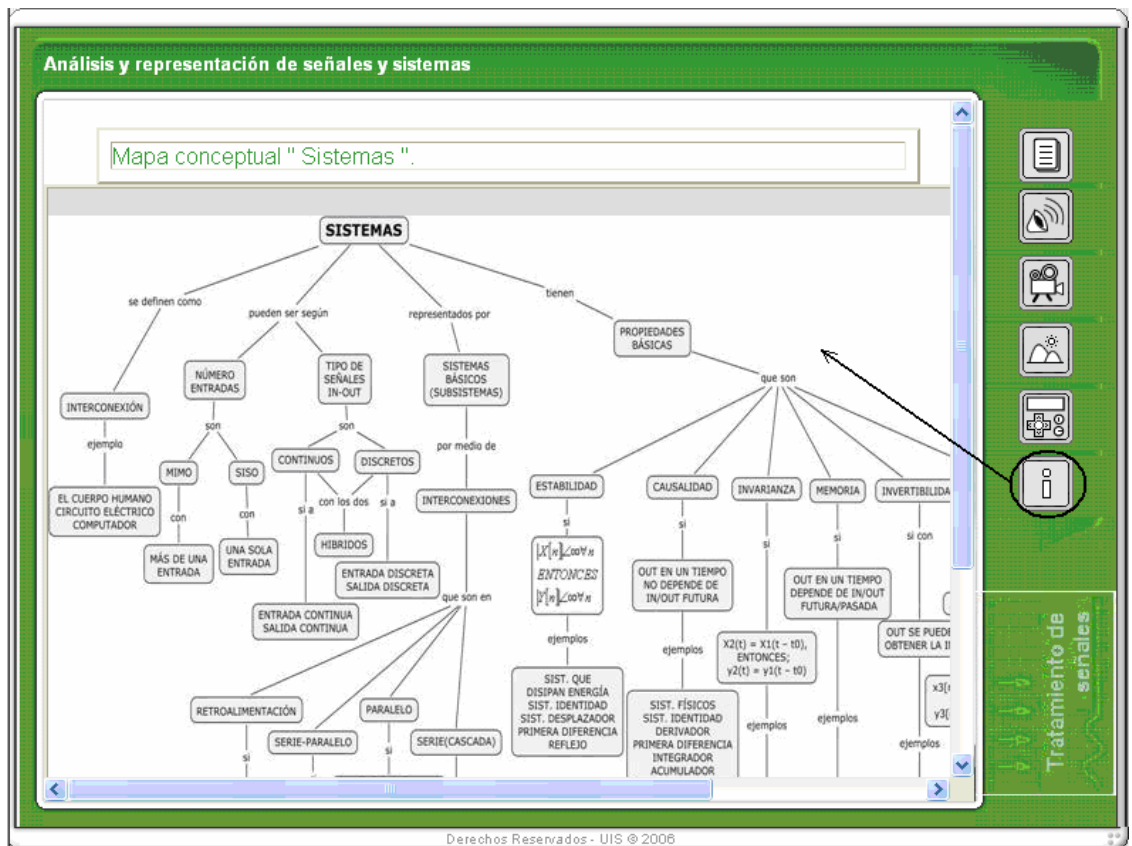 Análisis y representación de señales y sistemas
Mapa conceptual " Sistemas ".
SISTEMAS
se definen como
pueden ser según
representados por
tienen
PROPIEDADES
BÁSICAS
que son
INTERCONEXIÓN
ejemplo
EL CUERPO HUMANO
CIRCUITO ELÉCTRICO
COMPUTADOR
NÚMERO
ENTRADAS
son
MIMO
SISO
con
con
MÁS DE UNA
ENTRADA
UNA SOLA
ENTRADA
TIPO DE
SEÑALES
IN-OUT
son
CONTINUOS
DISCRETOS
si a
con los dos
si a
HIBRIDOS
ENTRADA DISCRETA
SALIDA DISCRETA
ENTRADA CONTINUA
SALIDA CONTINUA
SISTEMAS
BÁSICOS
(SUBSISTEMAS)
por medio de
INTERCONEXIONES
que son en
RETROALIMENTACIÓN
si
SERIE-PARALELO
PARALELO
si
SERIE(CASCADA)
ESTABILIDAD
si
|X[n]∠∞∀n
ENTONCES
|Y[n]∠∞∀n
ejemplos
SIST. QUE
DISIPAN ENERGÍA
SIST. IDENTIDAD
SIST. DESPLAZADOR
PRIMERA DIFERENCIA
REFLEJO
CAUSALIDAD
si
OUT EN UN TIEMPO
NO DEPENDE DE
IN/OUT FUTURA
ejemplos
SIST. FÍSICOS
SIST. IDENTIDAD
DERIVADOR
PRIMERA DIFERENCIA
INTEGRADOR
ACUMULADOR
INVARIANZA
si
X2(t) = X1(t - t0),
ENTONCES;
y2(t) = y1(t - t0)
ejemplos
MEMORIA
si
OUT EN UN TIEMPO
DEPENDE DE IN/OUT
FUTURA/PASADA
ejemplos
INVERTIBILIDA
si con
OUT SE PUEDE
OBTENER LA I
x3[
y3[
ejemplos
Tratamiento de
señales
Derechos Reservados - UIS © 2006